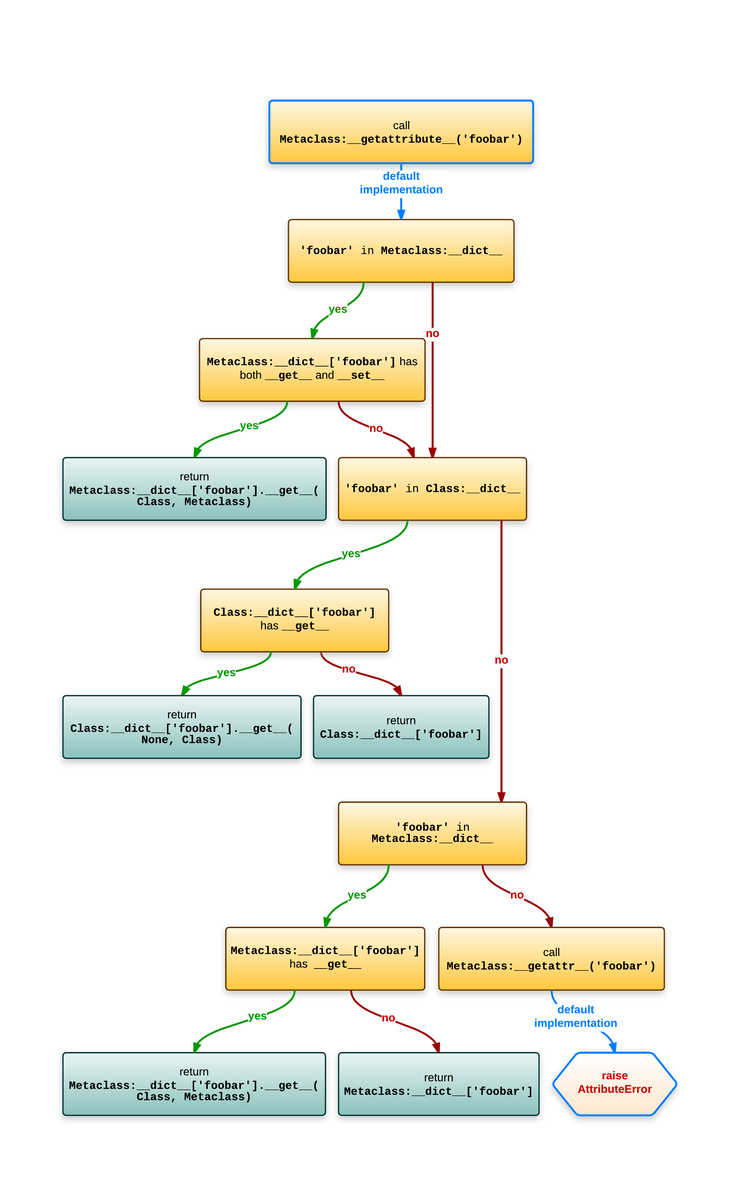 call
Metaclass:__getattribute__('foobar')
default
implementation
'foobar' in Metaclass:__dict__
yes
no
Metaclass:__dict__['foobar'] has
both __get__ and __set__
yes
no
return
Metaclass:__dict__['foobar'].__get__(
Class, Metaclass)
'foobar' in Class:__dict__
yes
no
Class:__dict__['foobar']
has __get__
yes
no
return
Class:__dict__['foobar'].__get__(
None, Class)
return
Class:__dict__['foobar']
'foobar' in
Metaclass:__dict__
yes
no
Metaclass:__dict__['foobar']
has __get__
call
Metaclass:__getattr__('foobar')
yes
no
default
implementation
return
Metaclass:__dict__['foobar'].__get__(
Class, Metaclass)
return
Metaclass:__dict__['foobar']
raise
AttributeError